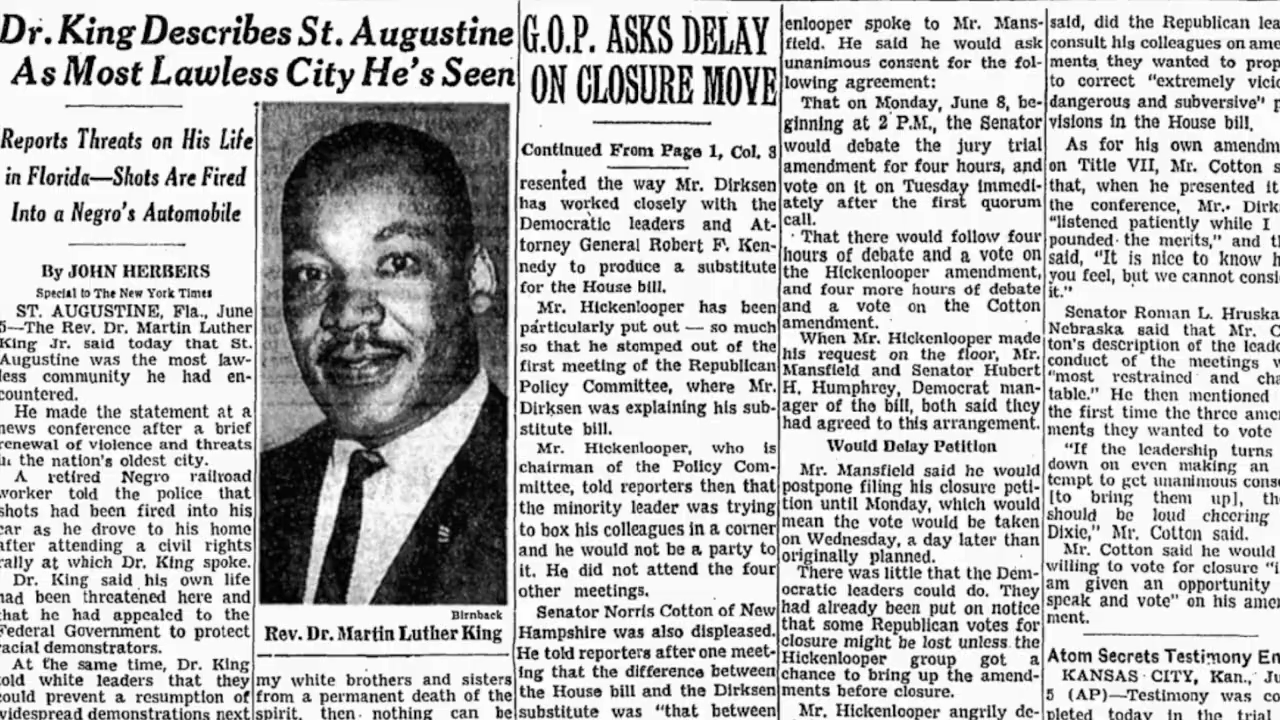 Dr. King Describes St. Augustine
As Most Lawless City He's Seen
Reports Threats on His Life
in Florida—Shots Are Fired
Into a Negro's Automobile
By JOHN HERBERS
Special to The New York Times
ST. AUGUSTINE, Fla., June
5—The Rev. Dr. Martin Luther
King Jr. said today that St.
Augustine was the most law-
less community he had en-
countered.
He made the statement at a
news conference after a brief
renewal of violence and threats
in the nation's oldest city.
A retired Negro railroad
worker told the police that
shots had been fired into his
car as he drove to his home
after attending a civil rights
rally at which Dr. King spoke.
Dr. King said his own life
had been threatened here and
that he had appealed to the
Federal Government to protect
racial demonstrators.
At the same time, Dr. King
told white leaders that they
could prevent a resumption of
widespread demonstrations next
Birnback
Rev. Dr. Martin Luther King
my white brothers and sisters
from a permanent death of the
spirit, then nothing can be
G.O.P. ASKS DELAY
ON CLOSURE MOVE
Continued From Page 1, Col. 8
resented the way Mr. Dirksen
has worked closely with the
Democratic leaders and At-
torney General Robert F. Ken-
nedy to produce a substitute
for the House bill.
Mr. Hickenlooper has been
particularly put out — so much
so that he stomped out of the
first meeting of the Republican
Policy Committee, where Mr.
Dirksen was explaining his sub-
stitute bill.
Mr. Hickenlooper, who is
chairman of the Policy Com-
mittee, told reporters then that
the minority leader was trying
to box his colleagues in a corner
and he would not be a party to
it. He did not attend the four
other meetings.
Senator Norris Cotton of New
Hampshire was also displeased.
He told reporters after one meet-
ing that the difference between
the House bill and the Dirksen
substitute was "that between
enlooper spoke to Mr. Mans-
field. He said he would ask
unanimous consent for the fol-
lowing agreement:
That on Monday, June 8, be-
ginning at 2 P.M., the Senator
would debate the jury trial
amendment for four hours, and
vote on it on Tuesday immedi-
ately after the first quorum
call.
That there would follow four
hours of debate and a vote on
the Hickenlooper amendment,
and four more hours of debate
and a vote on the Cotton
amendment.
When Mr. Hickenlooper made
his request on the floor, Mr.
Mansfield and Senator Hubert
H. Humphrey, Democrat man-
ager of the bill, both said they
had agreed to this arrangement.
Would Delay Petition
Mr. Mansfield said he would
postpone filing his closure peti-
tion until Monday, which would
mean the vote would be taken
on Wednesday, a day later than
originally planned.
There was little that the Dem-
ocratic leaders could do. They
had already been put on notice
that some Republican votes for
closure might be lost unless the
Hickenlooper group got a
chance to bring up the amend-
ments before closure.
Mr. Hickenlooper angrily de-
said, did the Republican lea
consult his colleagues on ame
ments they wanted to prop
to correct "extremely vicio
dangerous and subversive" p
visions in the House bill.
As for his own amendm
on Title VII, Mr. Cotton s
that, when he presented it
the conference, Mr. Dirks
"listened patiently while I
pounded the merits," and th
said, "It is nice to know h
you feel, but we cannot consi
it."
Senator Roman L. Hruska
Nebraska said that Mr. C
ton's description of the leade
conduct of the meetings w
"most restrained and cha
table." He then mentioned
the first time the three amen
ments they wanted to vote
"If the leadership turns
down on even making an
tempt to get unanimous conse
[to bring them up], th
should be loud cheering
Dixie," Mr. Cotton said.
Mr. Cotton said he would
willing to vote for closure "i
am given an opportunity
speak and vote" on his amen
ment.
Atom Secrets Testimony En
KANSAS CITY, Kan., Ju
5 (AP)—Testimony was co
pleted today in the trial